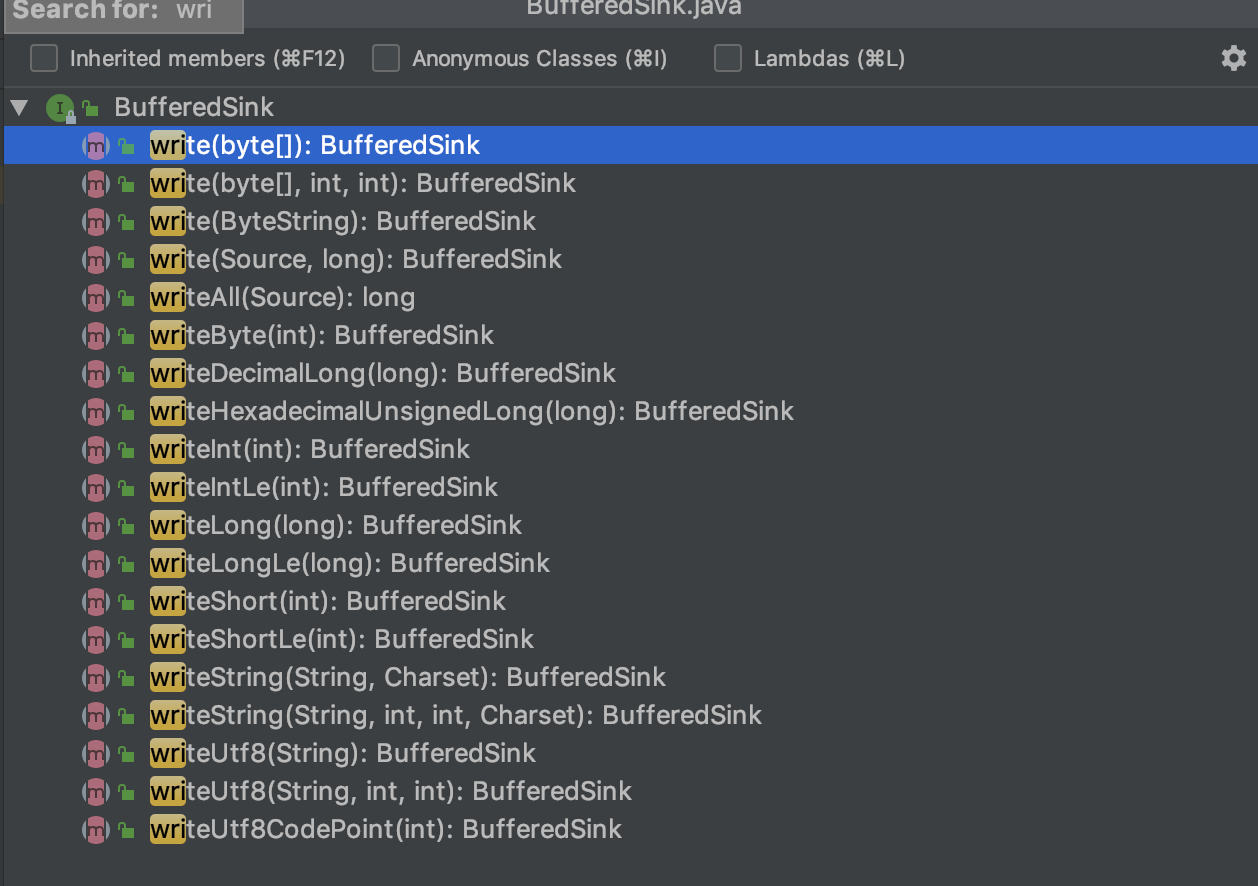 Search for: wri
BufferedSink.java
Inherited members (⌘F12) Anonymous Classes (⌘I) Lambdas (⌘L)
BufferedSink
write(byte[]): BufferedSink
write(byte[], int, int): BufferedSink
write(ByteString): BufferedSink
write(Source, long): BufferedSink
writeAll(Source): long
writeByte(int): BufferedSink
writeDecimalLong(long): BufferedSink
writeHexadecimalUnsignedLong(long): BufferedSink
writeInt(int): BufferedSink
writeIntLe(int): BufferedSink
writeLong(long): BufferedSink
writeLongLe(long): BufferedSink
writeShort(int): BufferedSink
writeShortLe(int): BufferedSink
writeString(String, Charset): BufferedSink
writeString(String, int, int, Charset): BufferedSink
writeUtf8(String): BufferedSink
writeUtf8(String, int, int): BufferedSink
writeUtf8CodePoint(int): BufferedSink